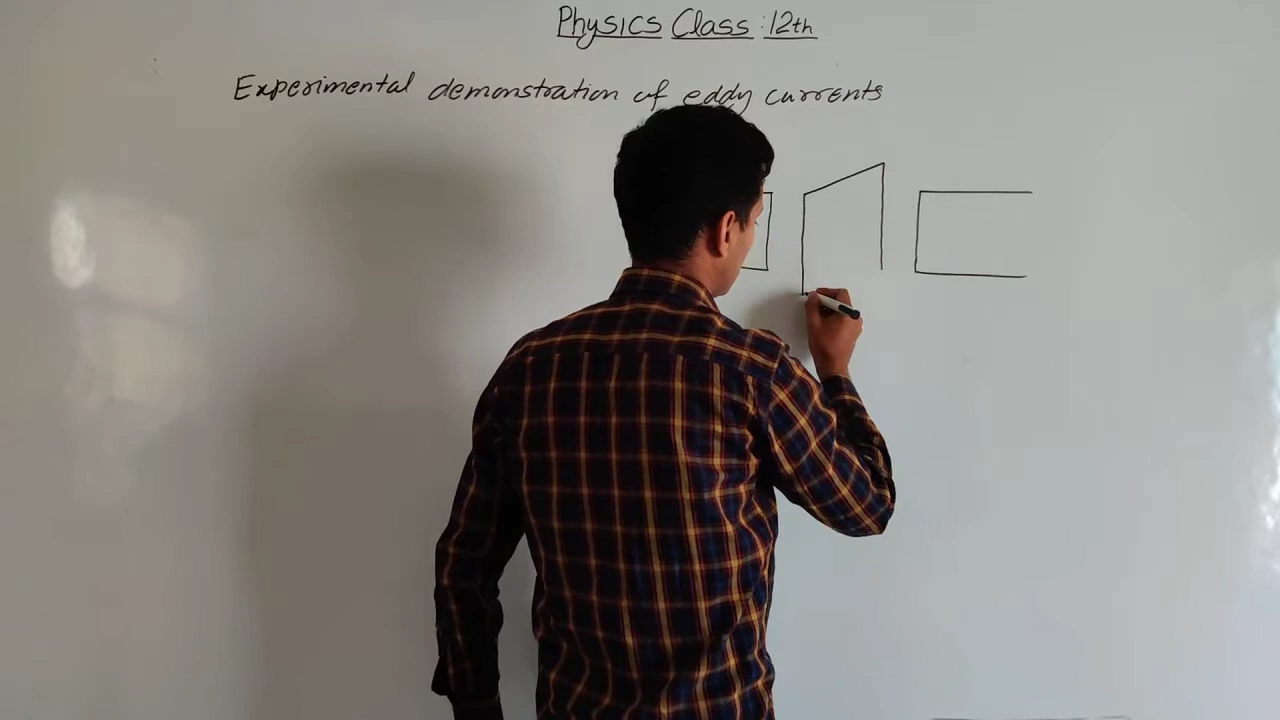 Physics Class : 12th
Experimental demonstration of eddy currents